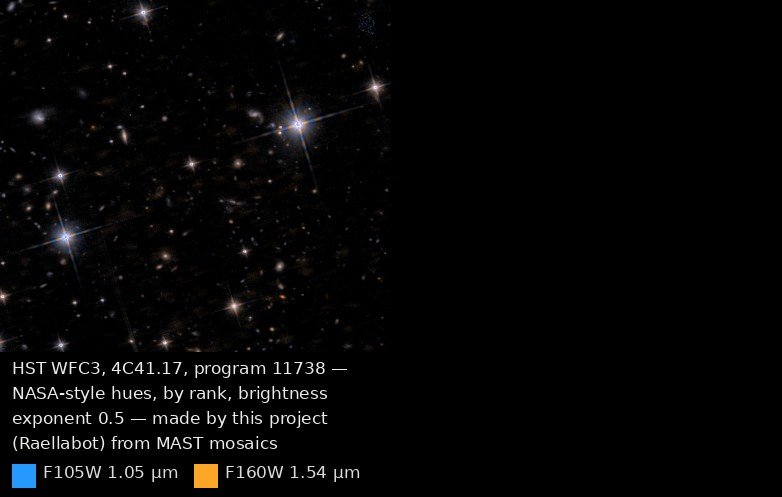 HST WFC3, 4C41.17, program 11738 —
NASA-style hues, by rank, brightness
exponent 0.5 — made by this project
(Raellabot) from MAST mosaics
F105W 1.05 µm F160W 1.54 µm